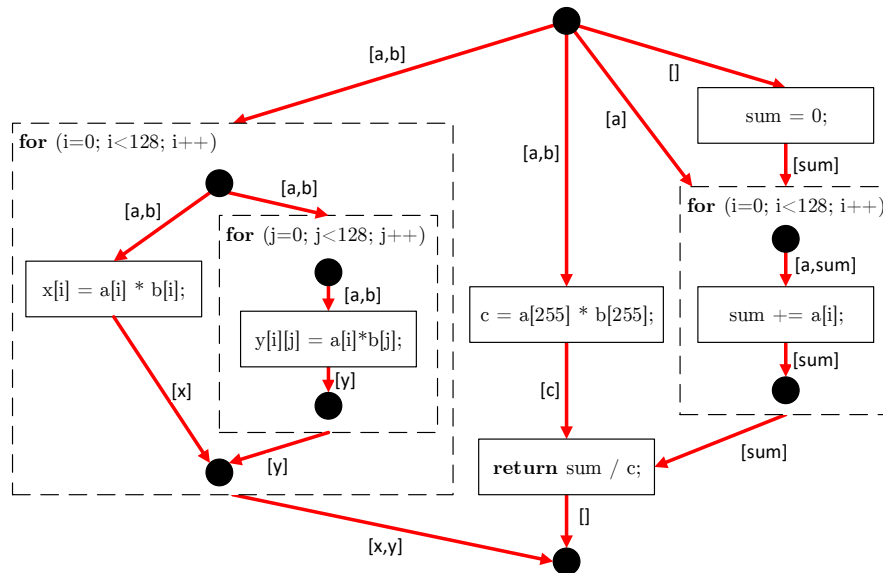 [a,b]
[]
[a]
sum = 0;
for (i=0; i<128; i++)
[a,b]
[sum]
[a,b]
[a,b]
for (i=0; i<128; i++)
for (j=0; j<128; j++)
x[i] = a[i] * b[i];
[a,b]
[a,sum]
y[i][j] = a[i]*b[j];
c = a[255] * b[255];
sum += a[i];
[x]
[y]
[c]
[sum]
[y]
return sum / c;
[sum]
[]
[x,y]